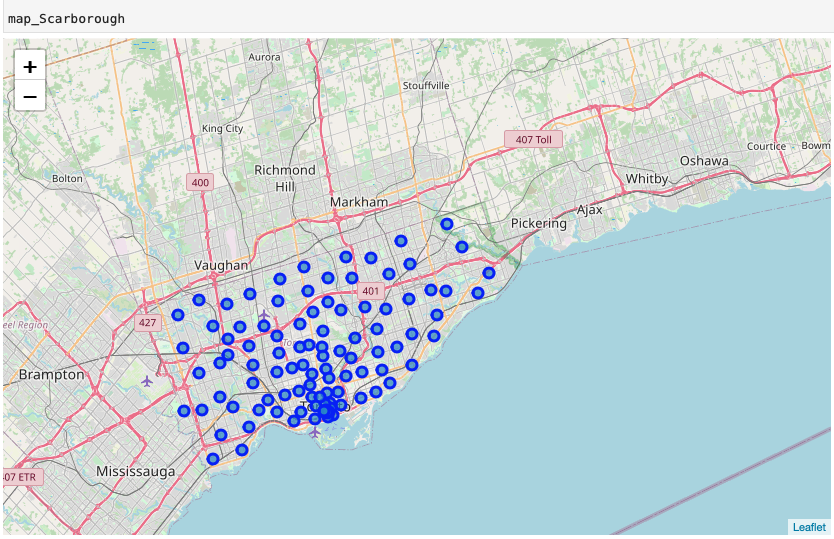 map_Scarborough
+
−
Aurora
Stouffville
King City
407 Toll
Courtice
Bowm
Oshawa
Richmond
Hill
Whitby
Bolton
400
Markham
Ajax
Pickering
Vaughan
401
427
eel Region
Brampton
Mississauga
07 ETR
Leaflet